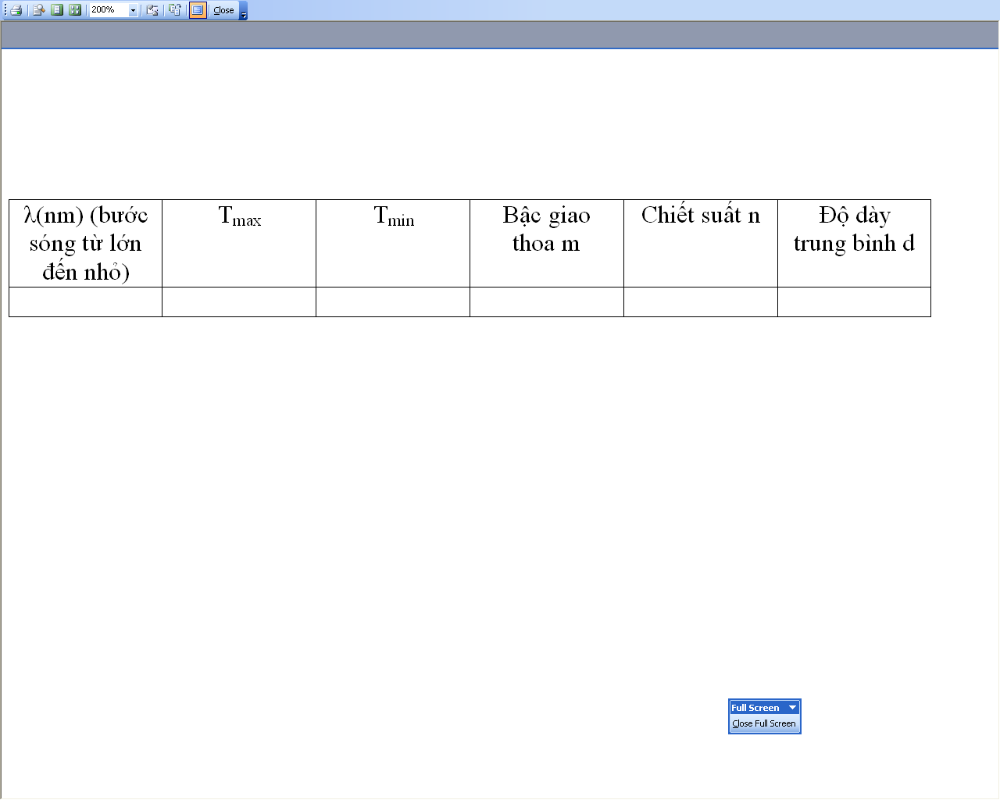 200% Close
λ(nm) (bước
sóng từ lớn
đến nhỏ)
Tmax
Tmin
Bậc giao
thoa m
Chiết suất n
Độ dày
trung bình d
Full Screen
Close Full Screen